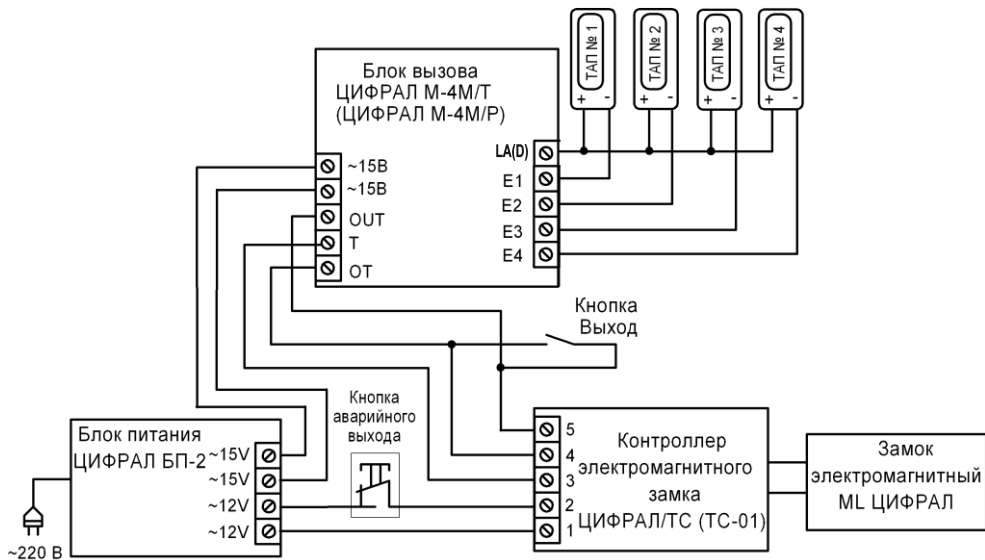 ТАП № 1
ТАП № 2
ТАП № 3
ТАП № 4
+ -
+ -
+ -
+ -
Блок вызова
ЦИФРАЛ М-4М/Т
(ЦИФРАЛ М-4М/Р)
~15В
~15В
OUT
T
OT
LA(D)
E1
E2
E3
E4
Кнопка
Выход
Кнопка
аварийного
выхода
Блок питания
ЦИФРАЛ БП-2
~15V
~15V
~12V
~12V
~220 В
5
4
3
2
1
Контроллер
электромагнитного
замка
ЦИФРАЛ/ТС (ТС-01)
Замок
электромагнитный
ML ЦИФРАЛ